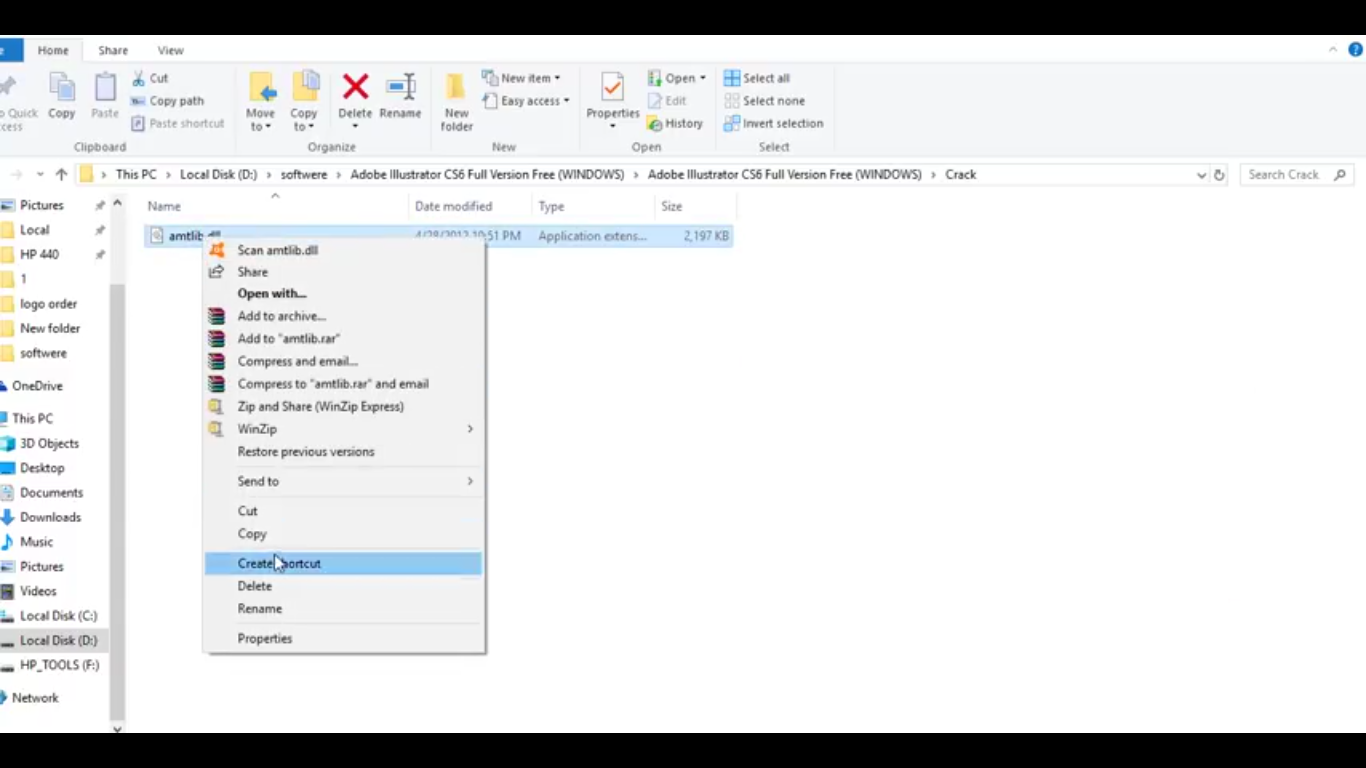 Home Share View
Cut
Copy path
Paste shortcut
Copy Paste
Clipboard
Move to Copy to Delete Rename
Organize
New item
Easy access
New folder
New
Properties
Open
Edit
History
Open
Select all
Select none
Invert selection
Select
This PC Local Disk (D:) softwere Adobe Illustrator CS6 Full Version Free (WINDOWS) Adobe Illustrator CS6 Full Version Free (WINDOWS) Crack
Search Crack
Pictures
Local
HP 440
1
logo order
New folder
softwere
OneDrive
This PC
3D Objects
Desktop
Documents
Downloads
Music
Pictures
Videos
Local Disk (C:)
Local Disk (D:)
HP_TOOLS (F:)
Network
Name Date modified Type Size
amtlib.dll 10:51 PM Application extens... 2,197 KB
Scan amtlib.dll
Share
Open with...
Add to archive...
Add to "amtlib.rar"
Compress and email...
Compress to "amtlib.rar" and email
Zip and Share (WinZip Express)
WinZip
Restore previous versions
Send to
Cut
Copy
Create shortcut
Delete
Rename
Properties